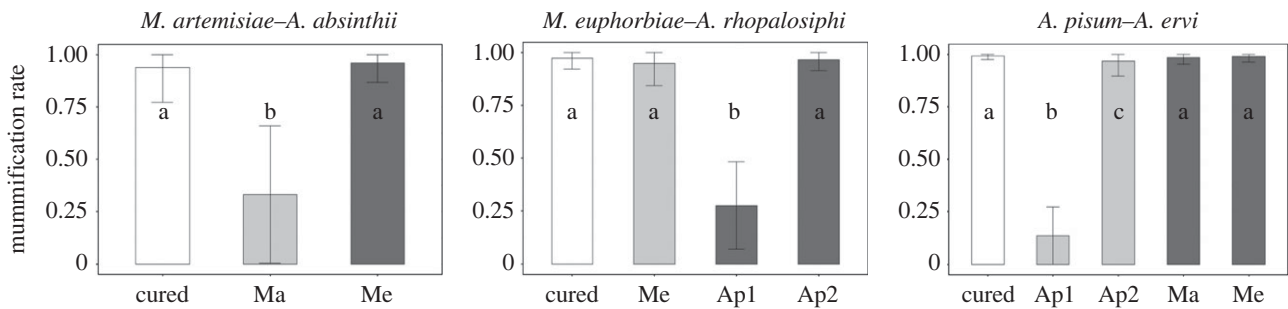 M. artemisiae–A. absinthii
mummification rate
1.00
0.75
0.50
0.25
0
a
b
a
cured Ma Me
M. euphorbiae–A. rhopalosiphi
1.00
0.75
0.50
0.25
0
a
a
b
a
cured Me Ap1 Ap2
A. pisum–A. ervi
1.00
0.75
0.50
0.25
0
a
b
c
a
a
cured Ap1 Ap2 Ma Me